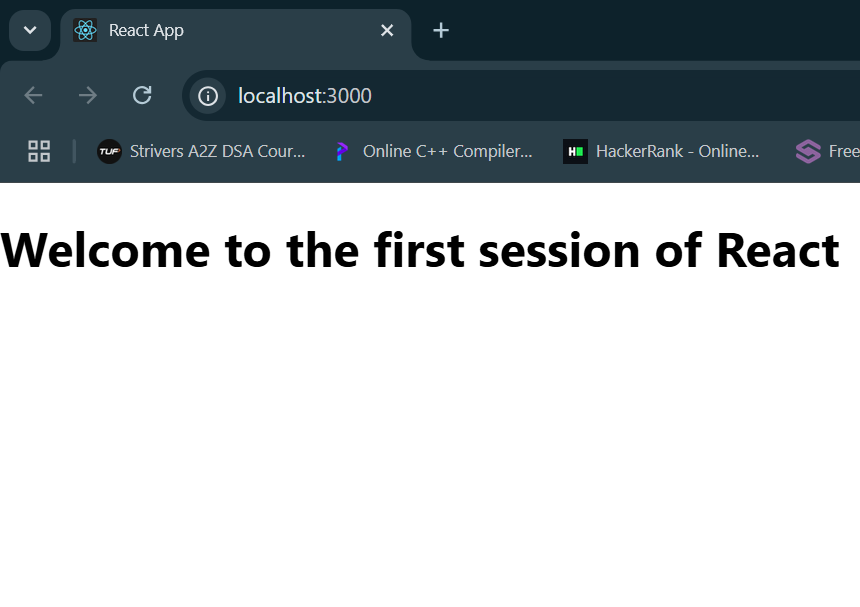 React App
localhost:3000
TUF Strivers A2Z DSA Cour... Online C++ Compiler... H HackerRank - Online... Free
Welcome to the first session of React